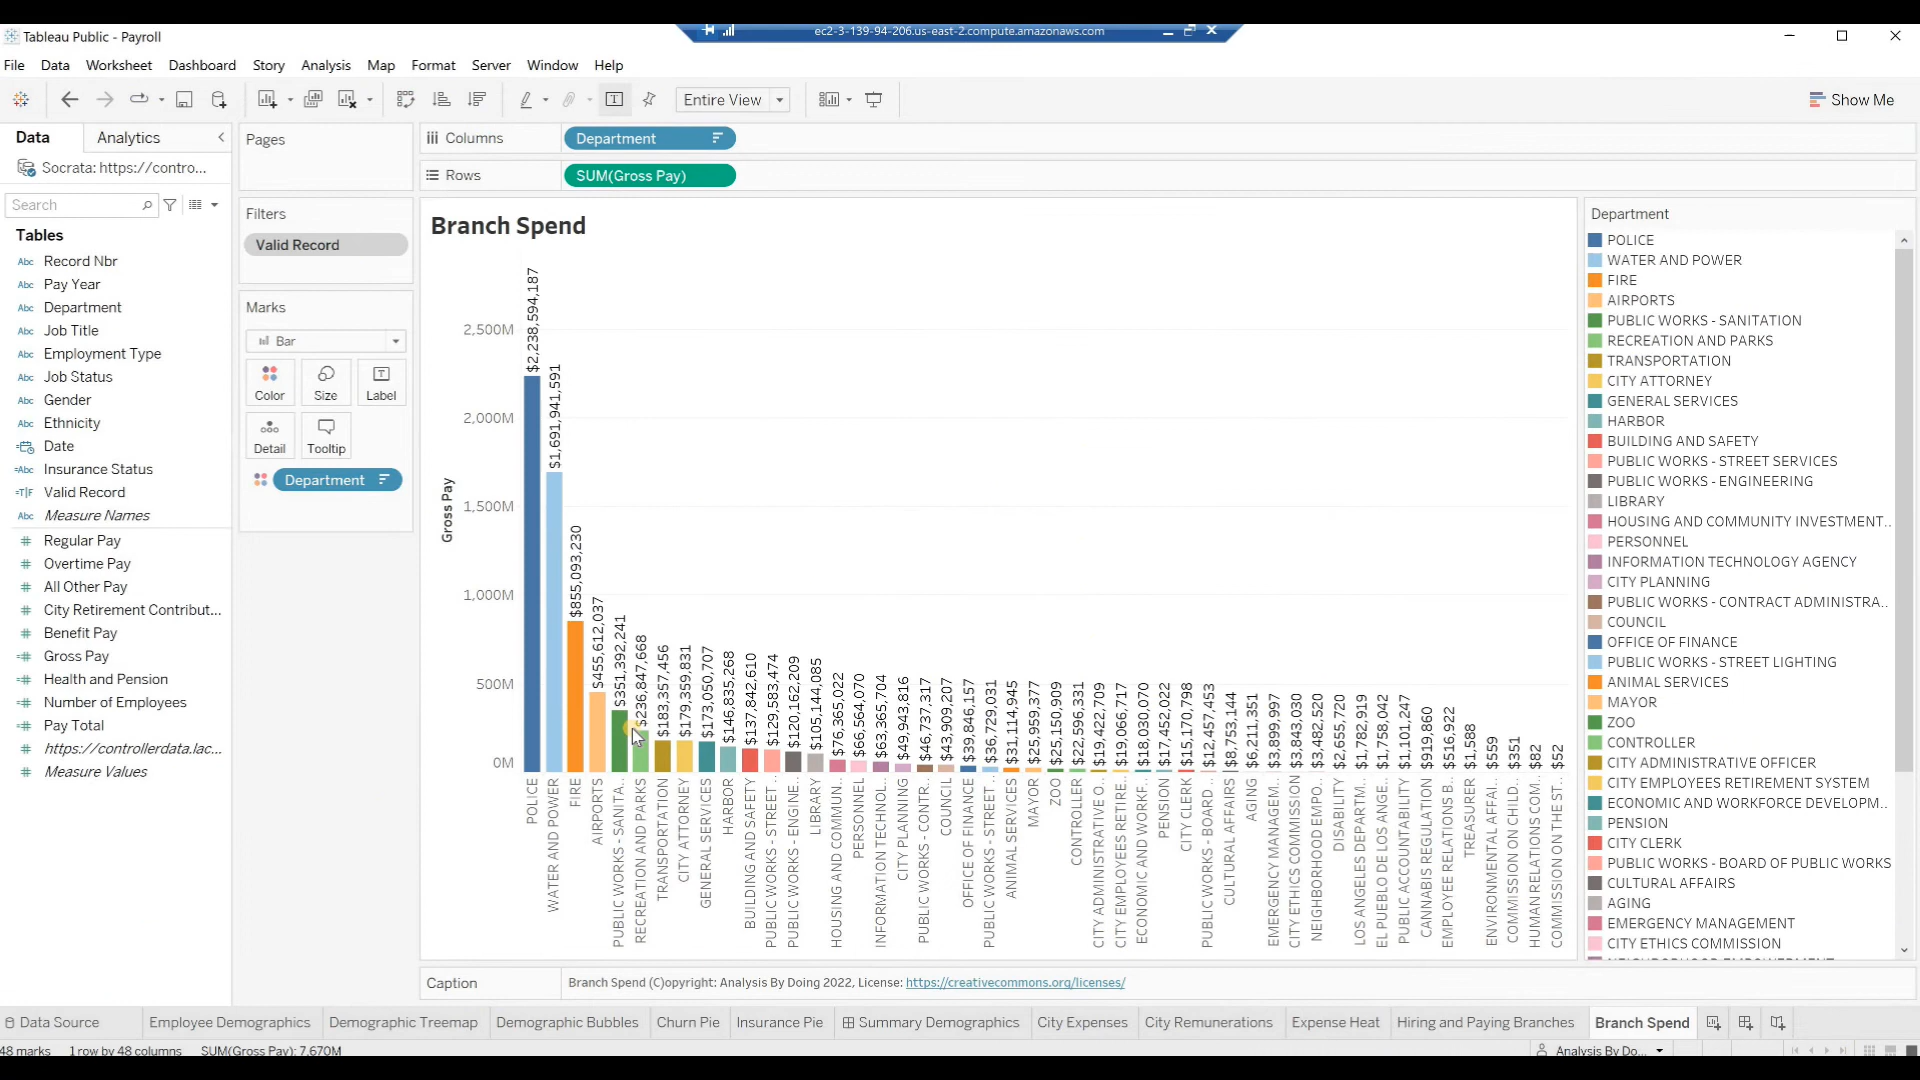 Tableau Public - Payroll
ec2-3-139-94-206.us-east-2.compute.amazonaws.com
File Data Worksheet Dashboard Story Analysis Map Format Server Window Help
Entire View
Show Me
Data Analytics
Socrata: https://contro...
Search
Tables
Abc Record Nbr
Abc Pay Year
Abc Department
Abc Job Title
Abc Employment Type
Abc Job Status
Abc Gender
Abc Ethnicity
Date
=Abc Insurance Status
=T|F Valid Record
Abc Measure Names
# Regular Pay
# Overtime Pay
# All Other Pay
# City Retirement Contribut...
# Benefit Pay
# Gross Pay
# Health and Pension
# Number of Employees
# Pay Total
# https://controllerdata.lac...
# Measure Values
Pages
Filters
Valid Record
Marks
Bar
Color Size Label
Detail Tooltip
Department
Columns Department
Rows SUM(Gross Pay)
Branch Spend
Gross Pay
2,500M
2,000M
1,500M
1,000M
500M
0M
$2,238,594,187
$1,691,941,591
$855,093,230
$455,612,037
$351,392,241
$236,847,668
$183,357,456
$179,359,831
$173,050,707
$146,835,268
$137,842,610
$129,583,474
$120,162,209
$105,144,085
$76,365,022
$66,564,070
$63,365,704
$49,943,816
$46,737,317
$43,909,207
$39,846,157
$36,729,031
$31,114,945
$25,959,377
$25,150,909
$22,596,331
$19,422,709
$19,066,717
$18,030,070
$17,452,022
$15,170,798
$12,457,453
$8,753,144
$6,211,351
$3,899,997
$3,843,030
$3,482,520
$2,655,720
$1,782,919
$1,758,042
$1,101,247
$919,860
$516,922
$1,588
$559
$351
$82
$52
POLICE
WATER AND POWER
FIRE
AIRPORTS
PUBLIC WORKS - SANITA..
RECREATION AND PARKS
TRANSPORTATION
CITY ATTORNEY
GENERAL SERVICES
HARBOR
BUILDING AND SAFETY
PUBLIC WORKS - STREET ..
PUBLIC WORKS - ENGINE..
LIBRARY
HOUSING AND COMMUN..
PERSONNEL
INFORMATION TECHNOL..
CITY PLANNING
PUBLIC WORKS - CONTR..
COUNCIL
OFFICE OF FINANCE
PUBLIC WORKS - STREET..
ANIMAL SERVICES
MAYOR
ZOO
CONTROLLER
CITY ADMINISTRATIVE O..
CITY EMPLOYEES RETIRE..
ECONOMIC AND WORKF..
PENSION
CITY CLERK
PUBLIC WORKS - BOARD ..
CULTURAL AFFAIRS
AGING
EMERGENCY MANAGEM..
CITY ETHICS COMMISSION
NEIGHBORHOOD EMPO..
DISABILITY
LOS ANGELES DEPARTM..
EL PUEBLO DE LOS ANGE..
PUBLIC ACCOUNTABILITY
CANNABIS REGULATION
EMPLOYEE RELATIONS B..
TREASURER
ENVIRONMENTAL AFFAI..
COMMISSION ON CHILD..
HUMAN RELATIONS COM..
COMMISSION ON THE ST..
Department
POLICE
WATER AND POWER
FIRE
AIRPORTS
PUBLIC WORKS - SANITATION
RECREATION AND PARKS
TRANSPORTATION
CITY ATTORNEY
GENERAL SERVICES
HARBOR
BUILDING AND SAFETY
PUBLIC WORKS - STREET SERVICES
PUBLIC WORKS - ENGINEERING
LIBRARY
HOUSING AND COMMUNITY INVESTMENT..
PERSONNEL
INFORMATION TECHNOLOGY AGENCY
CITY PLANNING
PUBLIC WORKS - CONTRACT ADMINISTRA..
COUNCIL
OFFICE OF FINANCE
PUBLIC WORKS - STREET LIGHTING
ANIMAL SERVICES
MAYOR
ZOO
CONTROLLER
CITY ADMINISTRATIVE OFFICER
CITY EMPLOYEES RETIREMENT SYSTEM
ECONOMIC AND WORKFORCE DEVELOPM..
PENSION
CITY CLERK
PUBLIC WORKS - BOARD OF PUBLIC WORKS
CULTURAL AFFAIRS
AGING
EMERGENCY MANAGEMENT
CITY ETHICS COMMISSION
NEIGHBORHOOD EMPOWERMENT
Caption Branch Spend (C)opyright: Analysis By Doing 2022, License: https://creativecommons.org/licenses/
Data Source Employee Demographics Demographic Treemap Demographic Bubbles Churn Pie Insurance Pie Summary Demographics City Expenses City Remunerations Expense Heat Hiring and Paying Branches Branch Spend
48 marks 1 row by 48 columns SUM(Gross Pay): 7,670M Analysis By Do...